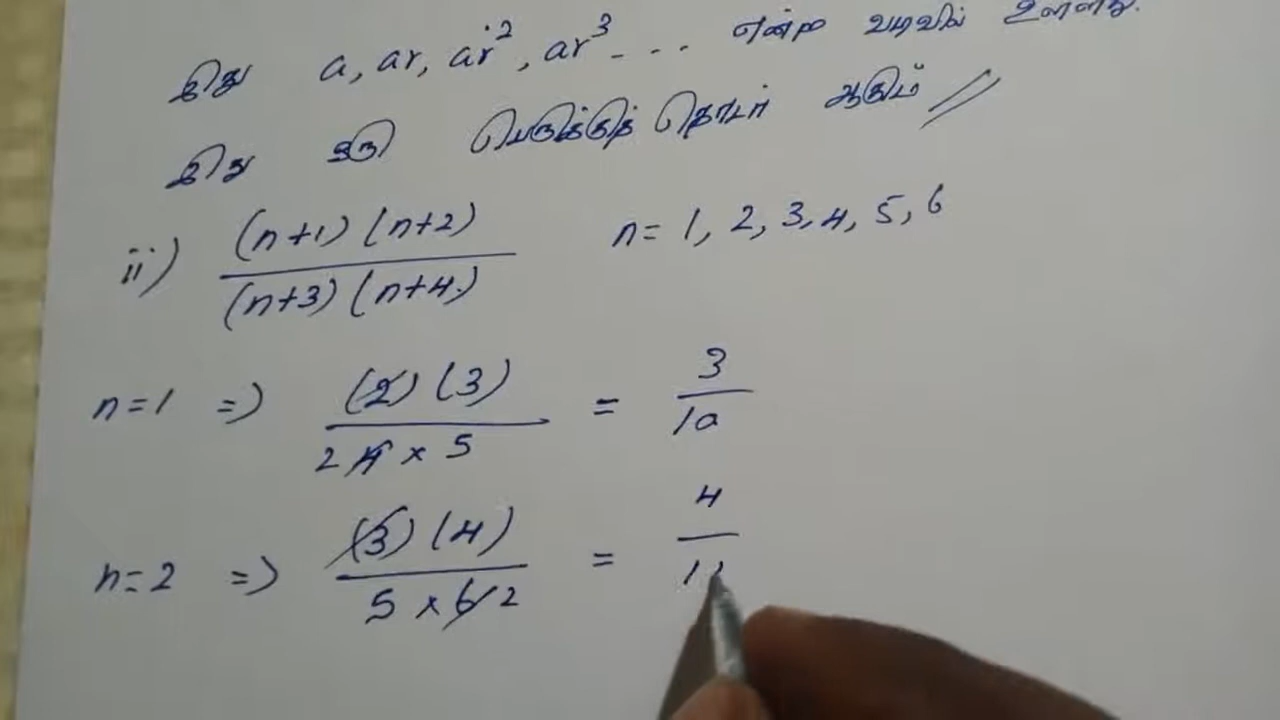 இது a, ar, ar², ar³ ... என்ற வடிவில் உள்ளது.
இது ஒரு பெருக்குத் தொடர் ஆகும் //
ii) (n+1) (n+2) / (n+3) (n+4) n = 1, 2, 3, 4, 5, 6
n=1 => (2) (3) / 2 4 x 5 = 3 / 10
n=2 => (3) (4) / 5 x 6 2 = 4 /